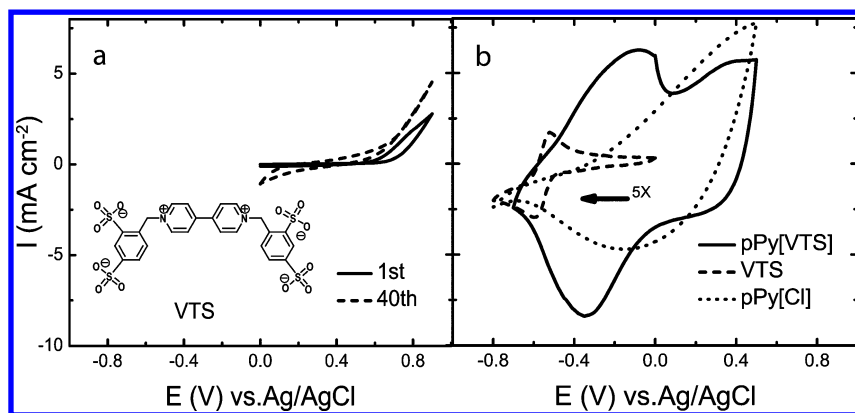 a
b
5
0
-5
-10
I (mA cm⁻²)
N
+
N
+
S
O
O
O
⊖
S
O
O
O
⊖
S
O
O
O
⊖
S
O
O
O
⊖
VTS
1st
40th
5X
pPy[VTS]
VTS
pPy[Cl]
-0.8 -0.4 0.0 0.4 0.8
-0.8 -0.4 0.0 0.4 0.8
E (V) vs.Ag/AgCl
E (V) vs.Ag/AgCl